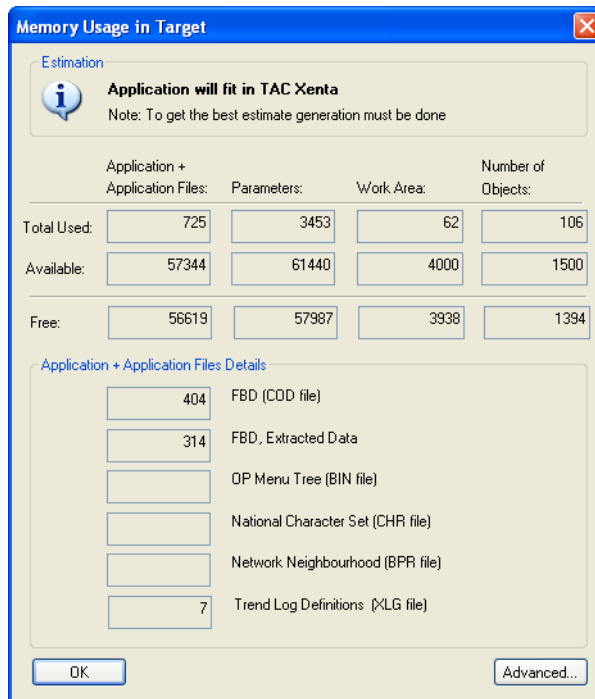 Memory Usage in Target
Estimation
Application will fit in TAC Xenta
Note: To get the best estimate generation must be done
Application + Application Files: Parameters: Work Area: Number of Objects:
Total Used: 725 3453 62 106
Available: 57344 61440 4000 1500
Free: 56619 57987 3938 1394
Application + Application Files Details
404 FBD (COD file)
314 FBD, Extracted Data
OP Menu Tree (BIN file)
National Character Set (CHR file)
Network Neighbourhood (BPR file)
7 Trend Log Definitions (XLG file)
OK Advanced...